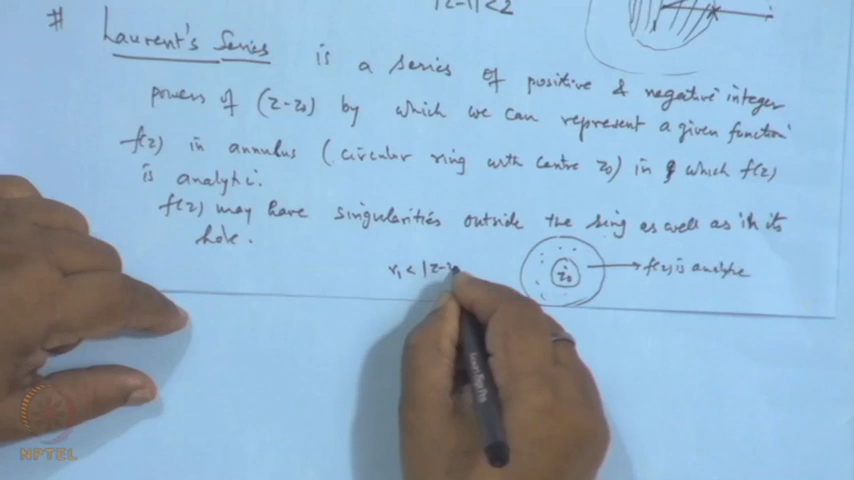 |z-1|<2
# Laurent's Series is a series of positive & negative integer
powers of (z-z₀) by which we can represent a given function
f(z) in annulus (circular ring with centre z₀) in which f(z)
is analytic.
f(z) may have singularities outside the ring as well as in its
hole.
r₁ < |z-z₀
z₀
f(z) is analytic
NPTEL